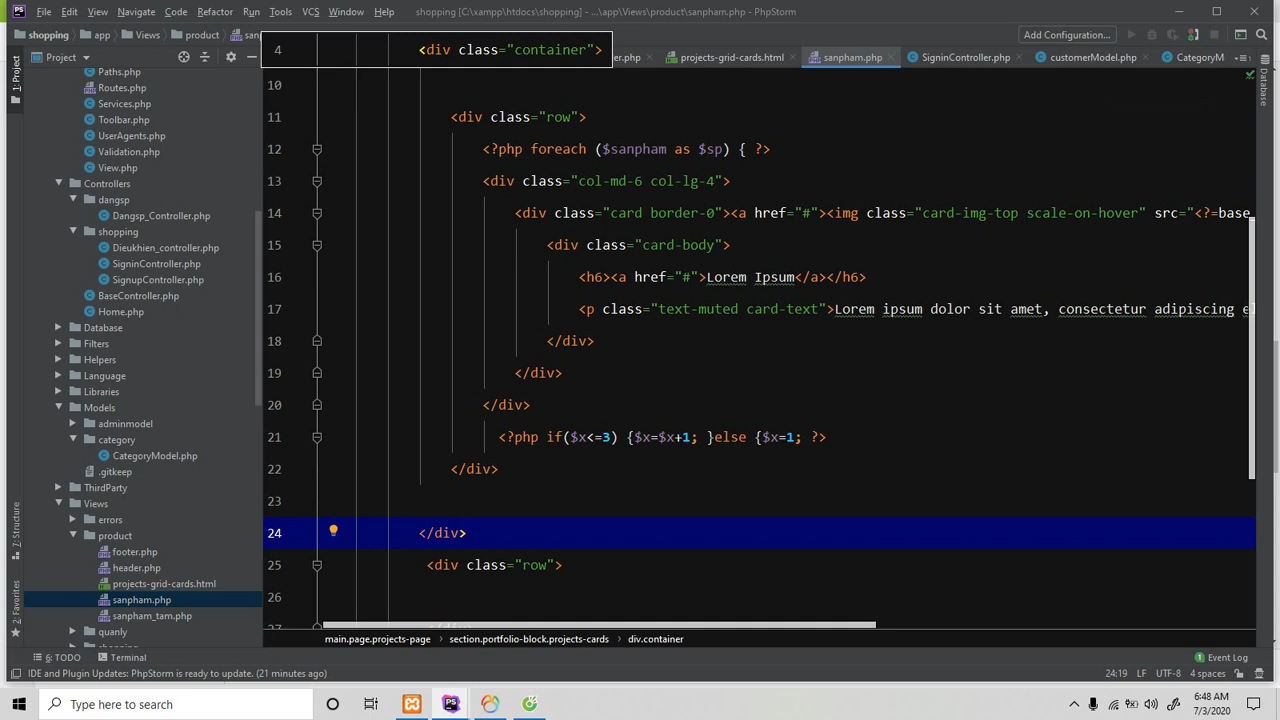 File Edit View Navigate Code Refactor Run Tools VCS Window Help shopping [C:\xampp\htdocs\shopping] - ...\app\Views\product\sanpham.php - PhpStorm
shopping app Views product Add Configuration...
Project projects-grid-cards.html sanpham.php SigninController.php customerModel.php CategoryM
4 <div class="container">
10
11 <div class="row">
12 <?php foreach ($sanpham as $sp) { ?>
13 <div class="col-md-6 col-lg-4">
14 <div class="card border-0"><a href="#"><img class="card-img-top scale-on-hover" src="<?=base
15 <div class="card-body">
16 <h6><a href="#">Lorem Ipsum</a></h6>
17 <p class="text-muted card-text">Lorem ipsum dolor sit amet, consectetur adipiscing el
18 </div>
19 </div>
20 </div>
21 <?php if($x<=3) {$x=$x+1; }else {$x=1; ?>
22 </div>
23
24 </div>
25 <div class="row">
26
27 </div>
Paths.php
Routes.php
Services.php
Toolbar.php
UserAgents.php
Validation.php
View.php
Controllers
dangsp
Dangsp_Controller.php
shopping
Dieukhien_controller.php
SigninController.php
SignupController.php
BaseController.php
Home.php
Database
Filters
Helpers
Language
Libraries
Models
adminmodel
category
CategoryModel.php
.gitkeep
ThirdParty
Views
errors
product
footer.php
header.php
projects-grid-cards.html
sanpham.php
sanpham_tam.php
quanly
1: Project
7: Structure
2: Favorites
Database
main.page.projects-page section.portfolio-block.projects-cards div.container
6: TODO Terminal Event Log
IDE and Plugin Updates: PhpStorm is ready to update. (21 minutes ago) 24:19 LF UTF-8 4 spaces
Type here to search
6:48 AM
7/3/2020